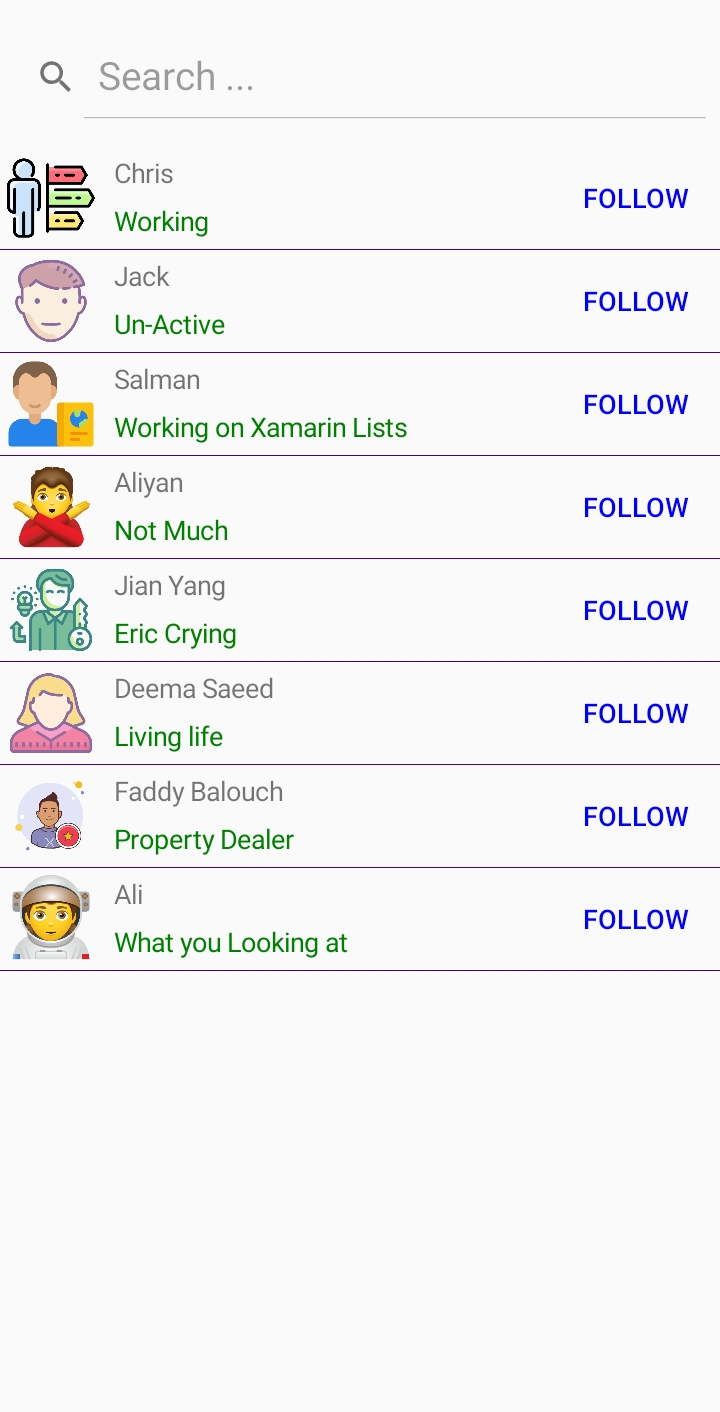 Search ...
Chris
Working
FOLLOW
Jack
Un-Active
FOLLOW
Salman
Working on Xamarin Lists
FOLLOW
Aliyan
Not Much
FOLLOW
Jian Yang
Eric Crying
FOLLOW
Deema Saeed
Living life
FOLLOW
Faddy Balouch
Property Dealer
FOLLOW
Ali
What you Looking at
FOLLOW